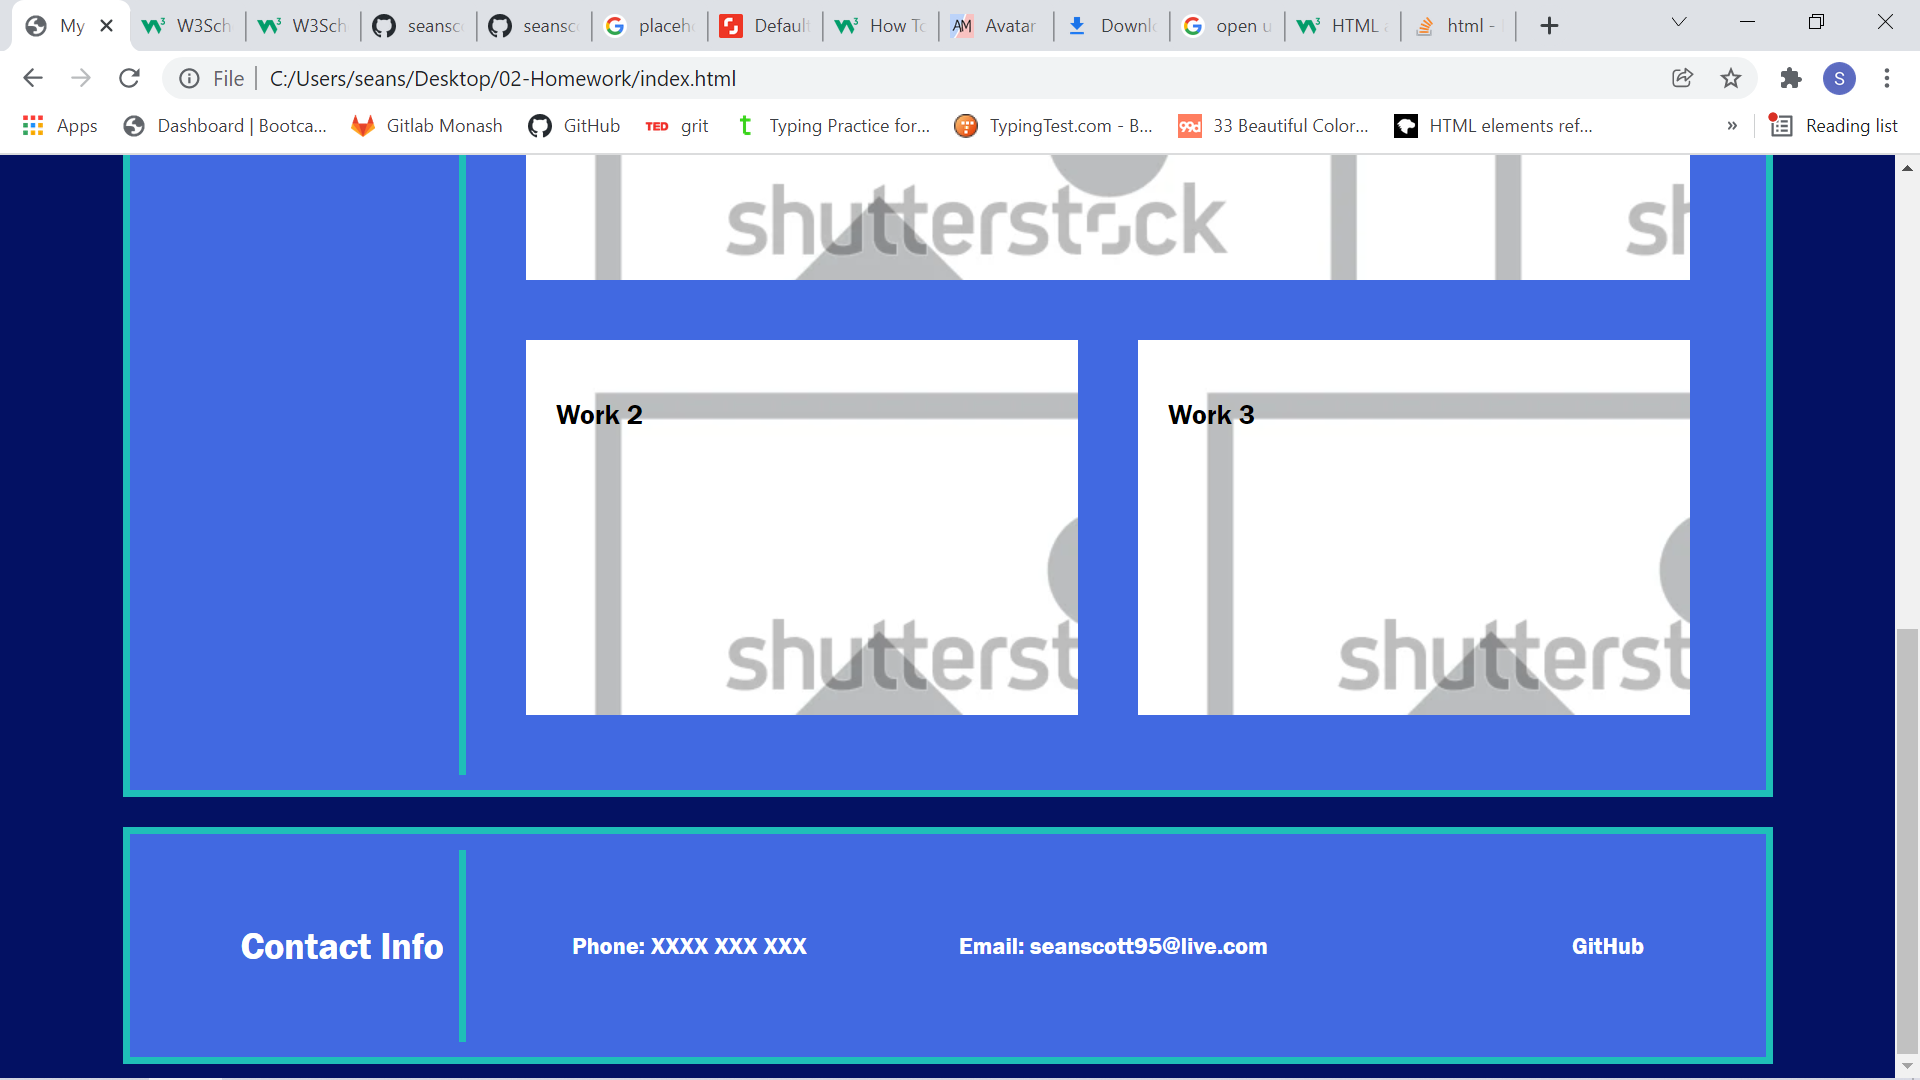 My W3Sch W3Sch seansc seansc placeh Default How To AM Avatar Downl open u HTML html -
File C:/Users/seans/Desktop/02-Homework/index.html S
Apps Dashboard | Bootca... Gitlab Monash GitHub TED grit t Typing Practice for... TypingTest.com - B... 99d 33 Beautiful Color... HTML elements ref... » Reading list
shutterstock sh
Work 2 Work 3
shutterst shutterst
Contact Info Phone: XXXX XXX XXX Email: seanscott95@live.com GitHub